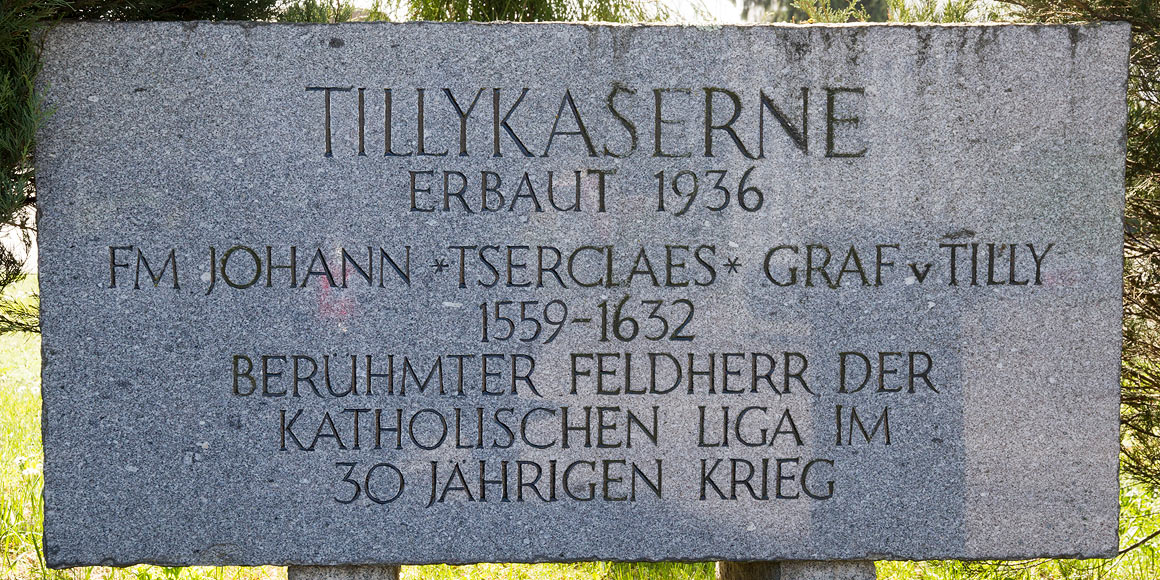 TILLYKASERNE
ERBAUT 1936
FM JOHANN *TSERCLAES* GRAF v TILLY
1559-1632
BERÜHMTER FELDHERR DER
KATHOLISCHEN LIGA IM
30 JÄHRIGEN KRIEG